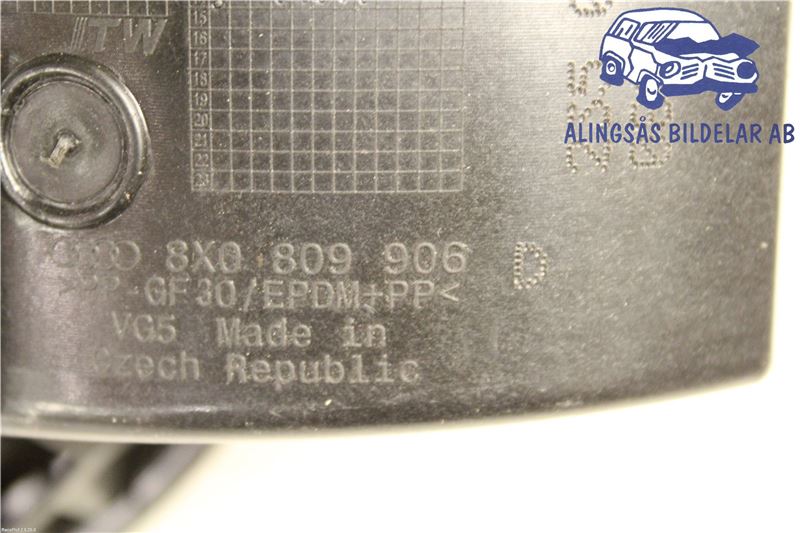 15
ITW
16
17
18
19
20
21
22
23
ALINGSÅS BILDELAR AB
8X0 809 906 D
>PP-GF30/EPDM+PP<
VG5 Made in
Czech Republic